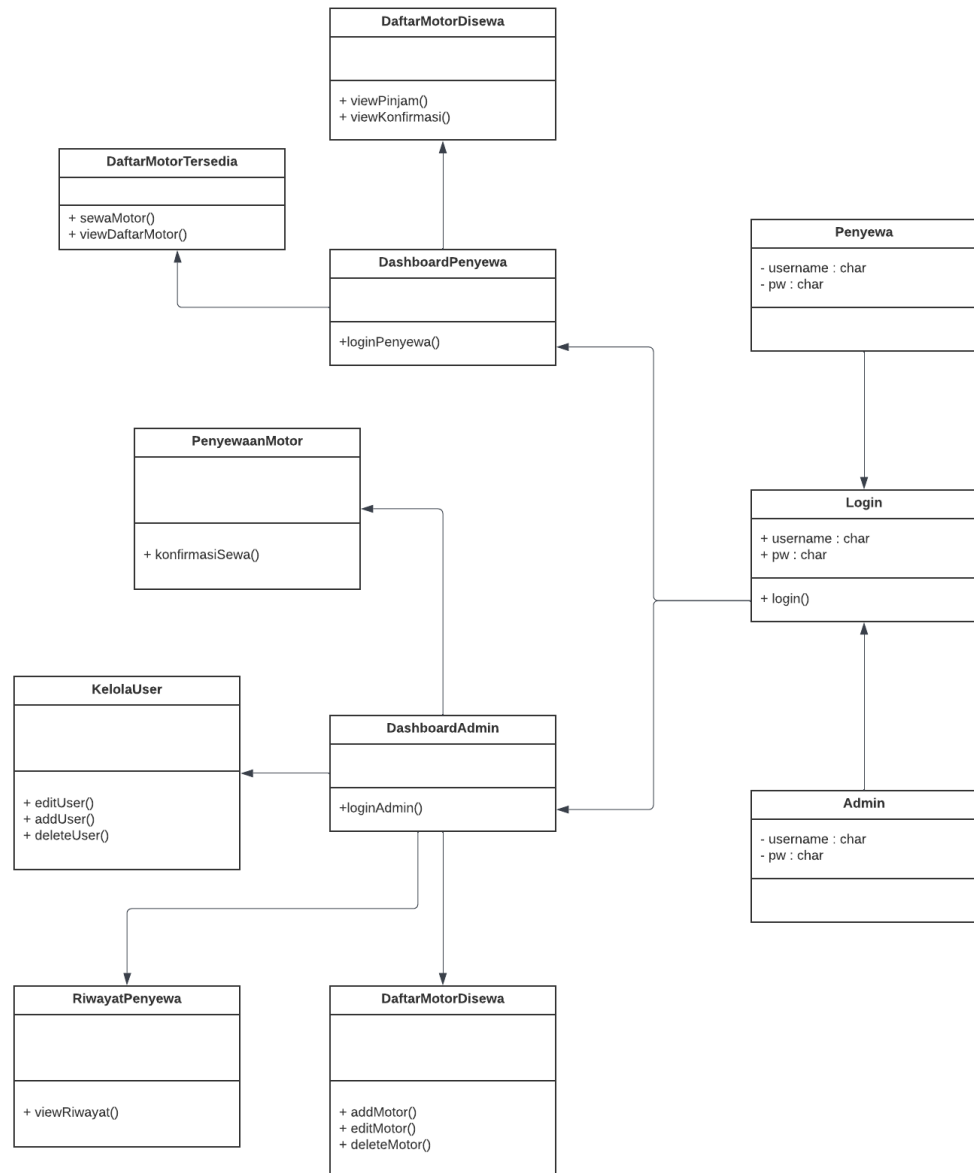 DaftarMotorDisewa
+ viewPinjam()
+ viewKonfirmasi()
DaftarMotorTersedia
+ sewaMotor()
+ viewDaftarMotor()
DashboardPenyewa
+loginPenyewa()
Penyewa
- username : char
- pw : char
PenyewaanMotor
+ konfirmasiSewa()
Login
+ username : char
+ pw : char
+ login()
KelolaUser
+ editUser()
+ addUser()
+ deleteUser()
DashboardAdmin
+loginAdmin()
Admin
- username : char
- pw : char
RiwayatPenyewa
+ viewRiwayat()
DaftarMotorDisewa
+ addMotor()
+ editMotor()
+ deleteMotor()